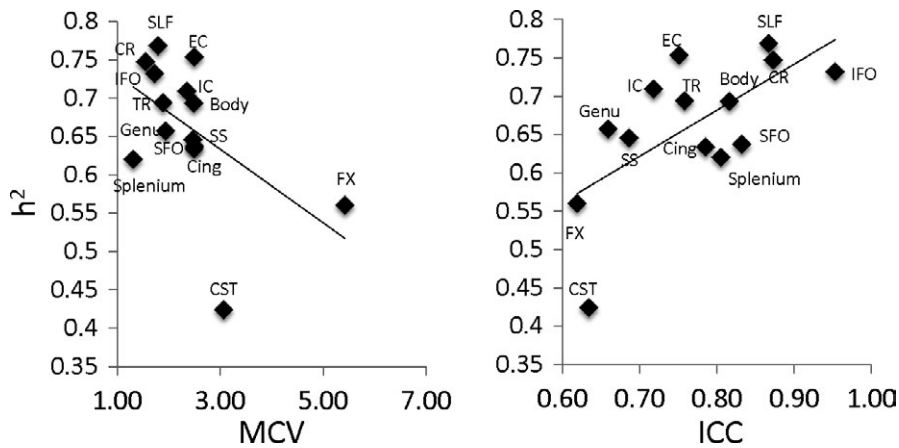 0.8
0.75
0.7
0.65
0.6
0.55
0.5
0.45
0.4
0.35
h²
SLF
CR
EC
IFO
IC
TR
Body
Genu
SS
SFO
Cing
Splenium
FX
CST
1.00 3.00 5.00 7.00
MCV
0.8
0.75
0.7
0.65
0.6
0.55
0.5
0.45
0.4
0.35
SLF
EC
IC
TR
Body
CR
IFO
Genu
SS
Cing
SFO
Splenium
FX
CST
0.60 0.70 0.80 0.90 1.00
ICC